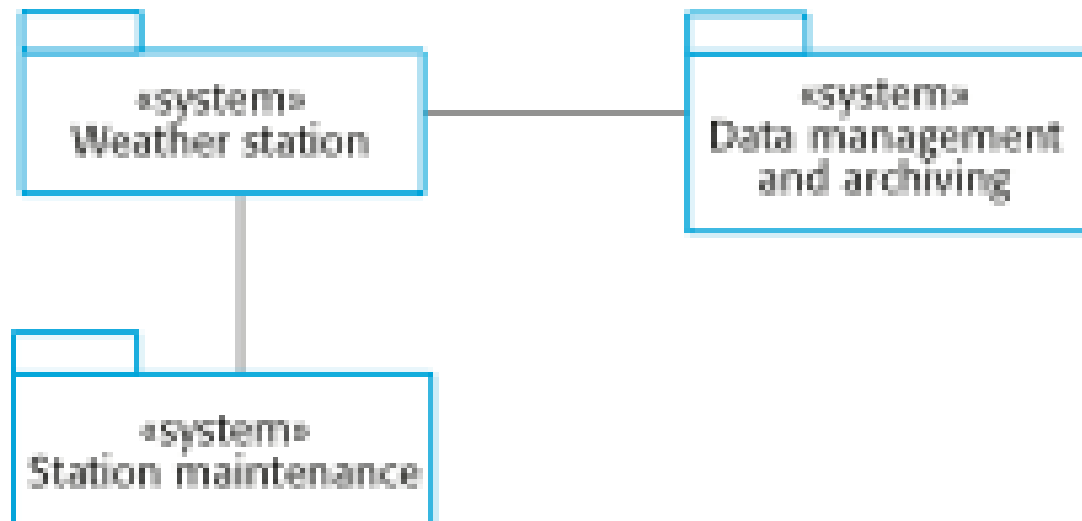 «system»
Weather station
«system»
Data management
and archiving
«system»
Station maintenance